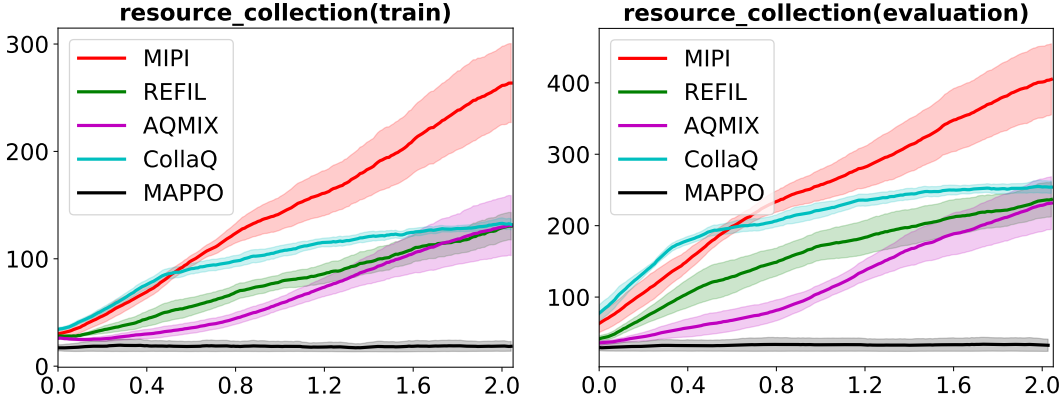 resource_collection(train)
300
200
100
0
MIPI
REFIL
AQMIX
CollaQ
MAPPO
0.0 0.4 0.8 1.2 1.6 2.0
resource_collection(evaluation)
400
300
200
100
MIPI
REFIL
AQMIX
CollaQ
MAPPO
0.0 0.4 0.8 1.2 1.6 2.0